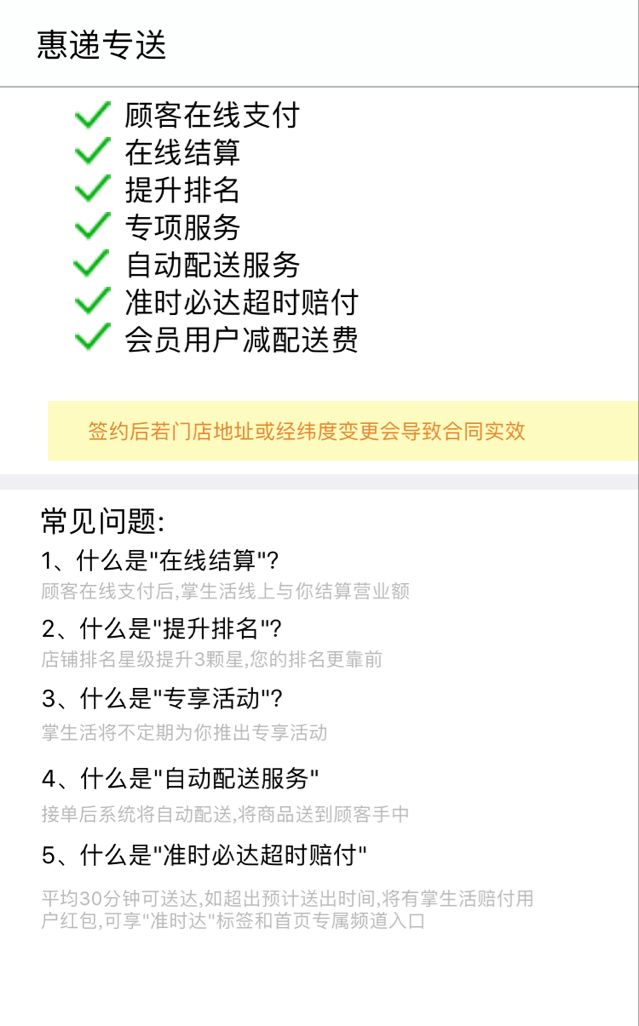 惠递专送
顾客在线支付
在线结算
提升排名
专项服务
自动配送服务
准时必达超时赔付
会员用户减配送费
签约后若门店地址或经纬度变更会导致合同实效
常见问题:
1、什么是"在线结算"?
顾客在线支付后,掌生活线上与你结算营业额
2、什么是"提升排名"?
店铺排名星级提升3颗星,您的排名更靠前
3、什么是"专享活动"?
掌生活将不定期为你推出专享活动
4、什么是"自动配送服务"
接单后系统将自动配送,将商品送到顾客手中
5、什么是"准时必达超时赔付"
平均30分钟可送达,如超出预计送出时间,将有掌生活赔付用
户红包,可享"准时达"标签和首页专属频道入口